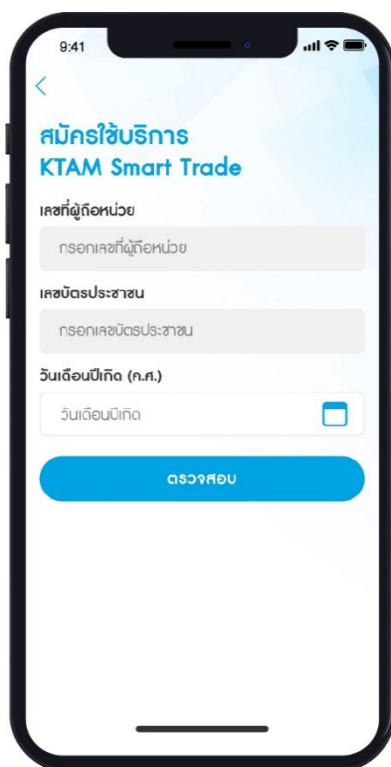 9:41
สมัครใช้บริการ
KTAM Smart Trade
เลขที่ผู้ถือหน่วย
กรอกเลขที่ผู้ถือหน่วย
เลขบัตรประชาชน
กรอกเลขบัตรประชาชน
วันเดือนปีเกิด (ค.ศ.)
วันเดือนปีเกิด
ตรวจสอบ